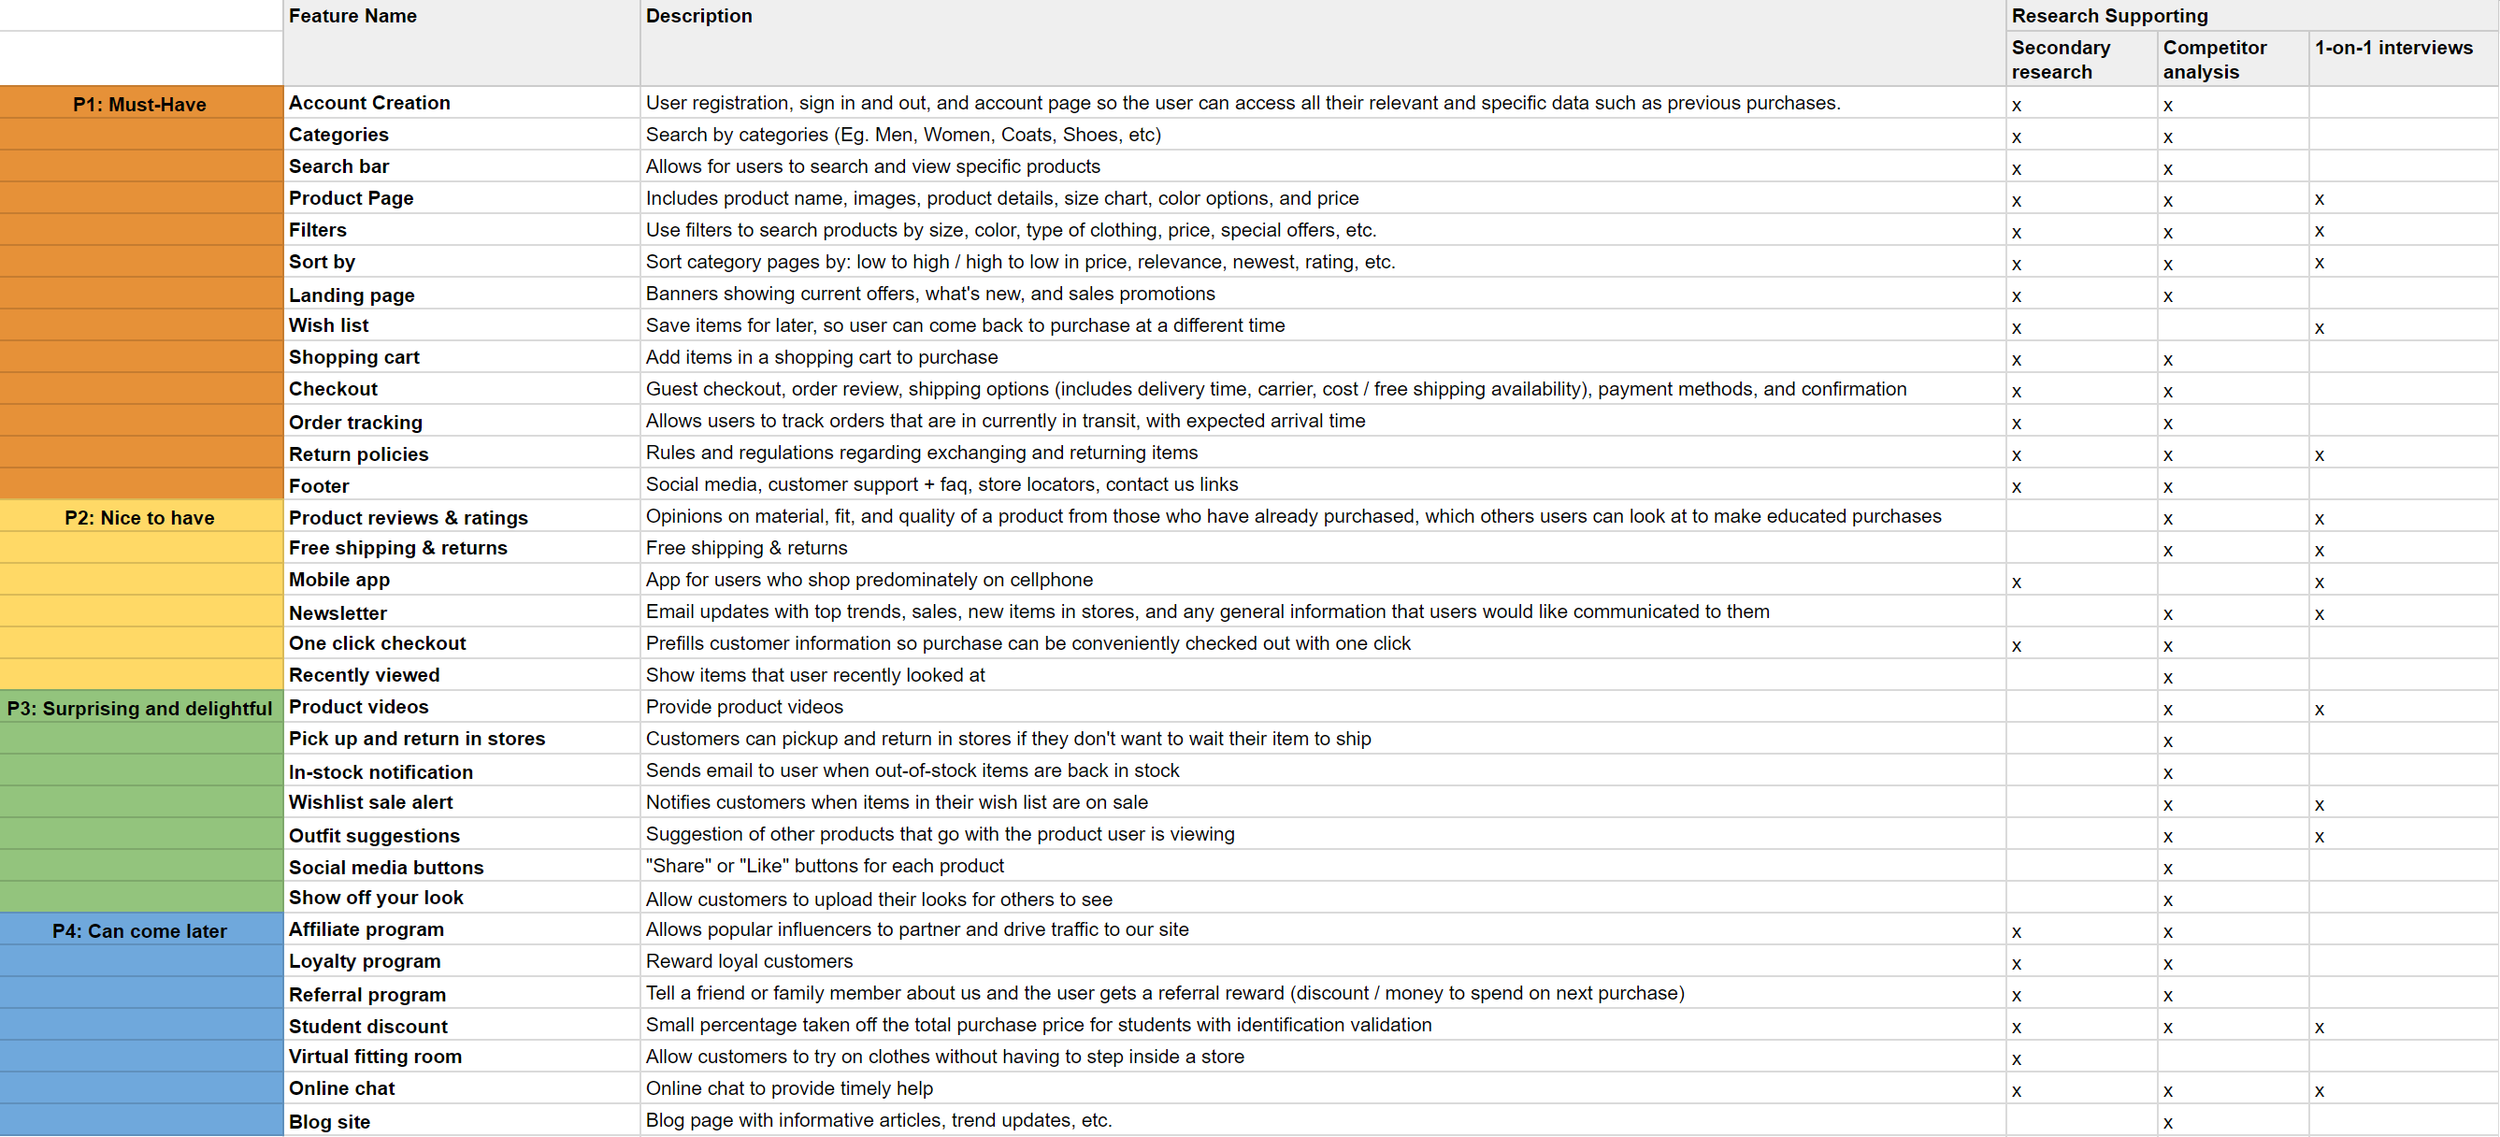 Feature Name Description Research Supporting
Secondary research Competitor analysis 1-on-1 interviews
P1: Must-Have Account Creation User registration, sign in and out, and account page so the user can access all their relevant and specific data such as previous purchases. x x
Categories Search by categories (Eg. Men, Women, Coats, Shoes, etc) x x
Search bar Allows for users to search and view specific products x x
Product Page Includes product name, images, product details, size chart, color options, and price x x x
Filters Use filters to search products by size, color, type of clothing, price, special offers, etc. x x x
Sort by Sort category pages by: low to high / high to low in price, relevance, newest, rating, etc. x x x
Landing page Banners showing current offers, what's new, and sales promotions x x
Wish list Save items for later, so user can come back to purchase at a different time x x
Shopping cart Add items in a shopping cart to purchase x x
Checkout Guest checkout, order review, shipping options (includes delivery time, carrier, cost / free shipping availability), payment methods, and confirmation x x
Order tracking Allows users to track orders that are in currently in transit, with expected arrival time x x
Return policies Rules and regulations regarding exchanging and returning items x x x
Footer Social media, customer support + faq, store locators, contact us links x x
P2: Nice to have Product reviews & ratings Opinions on material, fit, and quality of a product from those who have already purchased, which others users can look at to make educated purchases x x
Free shipping & returns Free shipping & returns x x
Mobile app App for users who shop predominately on cellphone x x
Newsletter Email updates with top trends, sales, new items in stores, and any general information that users would like communicated to them x x
One click checkout Prefills customer information so purchase can be conveniently checked out with one click x x
Recently viewed Show items that user recently looked at x
P3: Surprising and delightful Product videos Provide product videos x x
Pick up and return in stores Customers can pickup and return in stores if they don't want to wait their item to ship x
In-stock notification Sends email to user when out-of-stock items are back in stock x
Wishlist sale alert Notifies customers when items in their wish list are on sale x x
Outfit suggestions Suggestion of other products that go with the product user is viewing x x
Social media buttons "Share" or "Like" buttons for each product x
Show off your look Allow customers to upload their looks for others to see x
P4: Can come later Affiliate program Allows popular influencers to partner and drive traffic to our site x x
Loyalty program Reward loyal customers x x
Referral program Tell a friend or family member about us and the user gets a referral reward (discount / money to spend on next purchase) x x
Student discount Small percentage taken off the total purchase price for students with identification validation x x x
Virtual fitting room Allow customers to try on clothes without having to step inside a store x
Online chat Online chat to provide timely help x x x
Blog site Blog page with informative articles, trend updates, etc. x